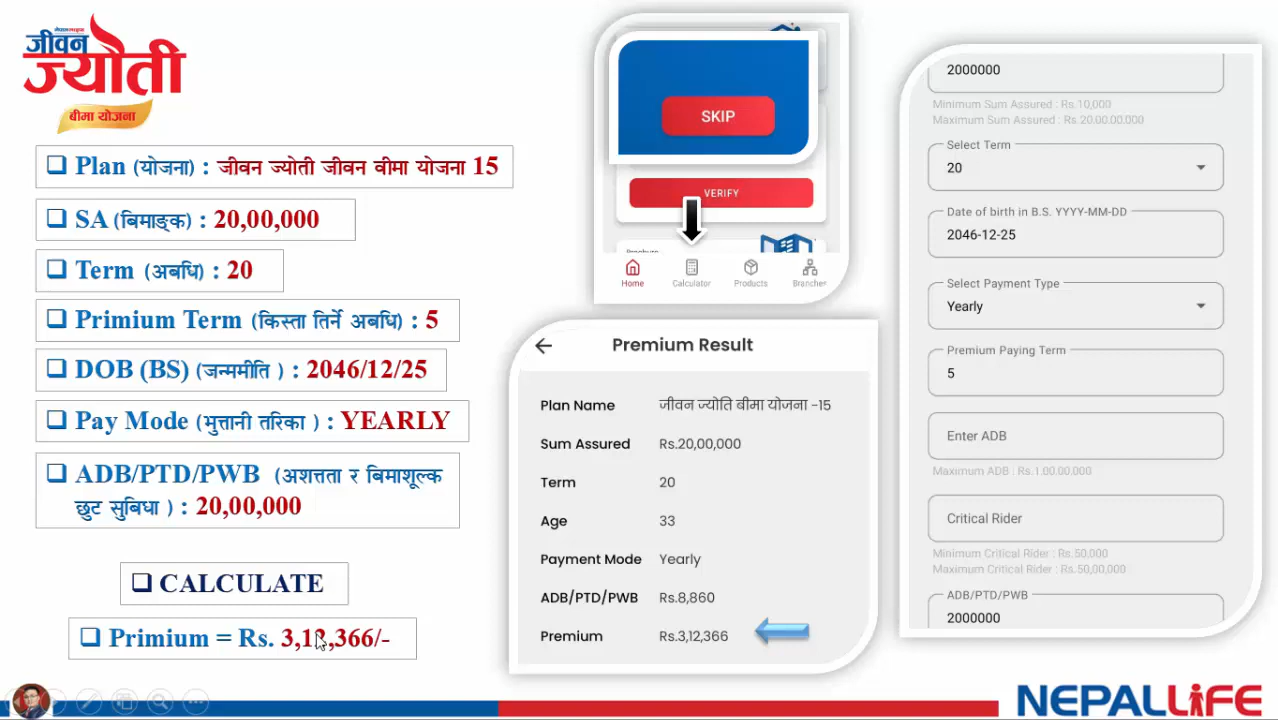 नेपाल लाइफ
जीवन
ज्योती
बीमा योजना
Plan (योजना) : जीवन ज्योती जीवन वीमा योजना 15
SA (बिमाङ्क) : 20,00,000
Term (अबधि) : 20
Primium Term (किस्ता तिर्ने अबधि) : 5
DOB (BS) (जन्ममीति ) : 2046/12/25
Pay Mode (भुत्तानी तरिका ) : YEARLY
ADB/PTD/PWB (अशत्तता र बिमाशूल्क
छुट सुबिधा ) : 20,00,000
CALCULATE
Primium = Rs. 3,12,366/-
SKIP
VERIFY
Brochure
Home
Calculator
Products
Branches
Premium Result
Plan Name जीवन ज्योति बीमा योजना -15
Sum Assured Rs.20,00,000
Term 20
Age 33
Payment Mode Yearly
ADB/PTD/PWB Rs.8,860
Premium Rs.3,12,366
2000000
Minimum Sum Assured : Rs.10,000
Maximum Sum Assured : Rs.20,00,00,000
Select Term
20
Date of birth in B.S. YYYY-MM-DD
2046-12-25
Select Payment Type
Yearly
Premium Paying Term
5
Enter ADB
Maximum ADB : Rs.1,00,00,000
Critical Rider
Minimum Critical Rider : Rs.50,000
Maximum Critical Rider : Rs.50,00,000
ADB/PTD/PWB
2000000
NEPALLIFE